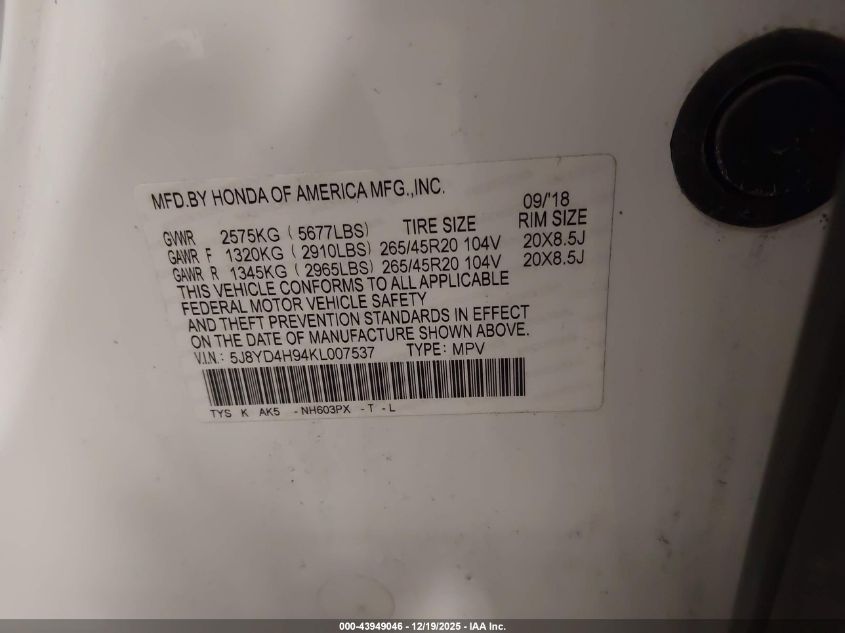 MFD.BY HONDA OF AMERICA MFG.,INC. 09/'18
GVWR 2575KG ( 5677LBS) TIRE SIZE RIM SIZE
GAWR F 1320KG ( 2910LBS) 265/45R20 104V 20X8.5J
GAWR R 1345KG ( 2965LBS) 265/45R20 104V 20X8.5J
THIS VEHICLE CONFORMS TO ALL APPLICABLE
FEDERAL MOTOR VEHICLE SAFETY
AND THEFT PREVENTION STANDARDS IN EFFECT
ON THE DATE OF MANUFACTURE SHOWN ABOVE.
V.I.N.: 5J8YD4H94KL007537 TYPE: MPV
TYS K AK5 -NH603PX -T -L
000-43949046 - 12/19/2025 - IAA Inc.